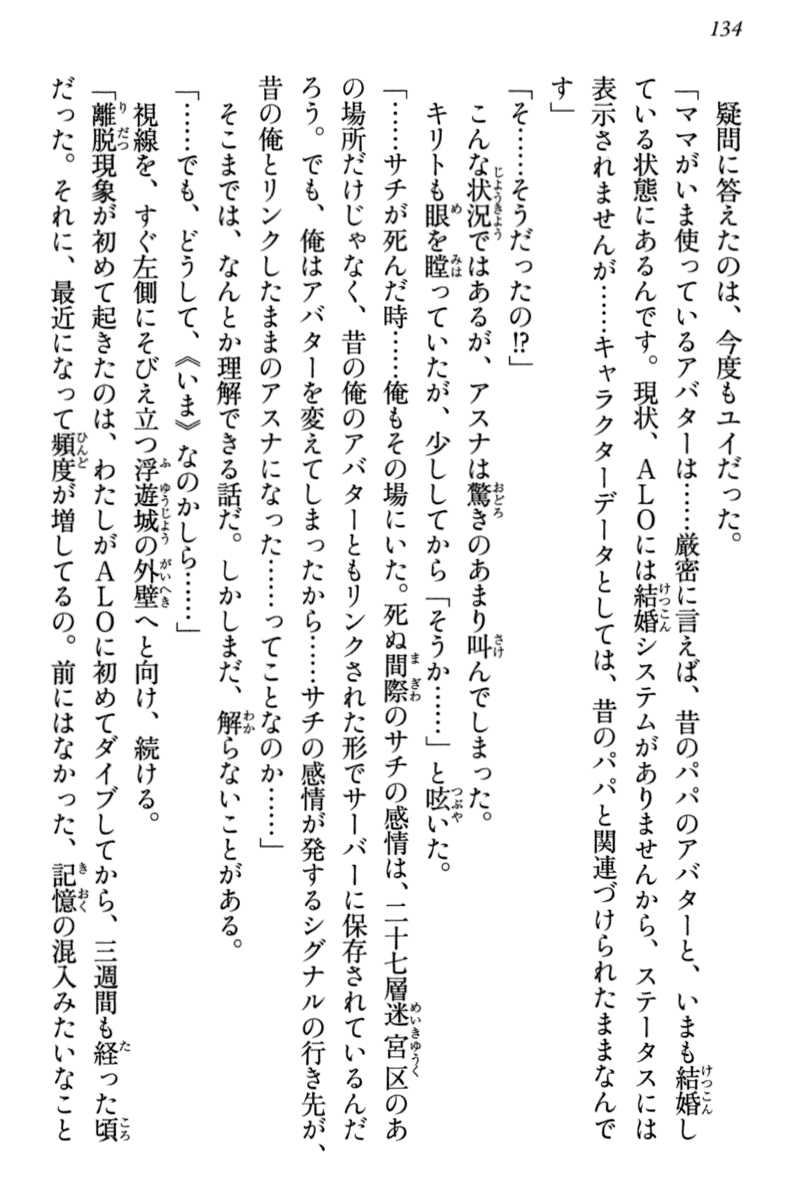 134
疑問に答えたのは、今度もユイだった。
「ママがいま使っているアバターは……厳密に言えば、昔のパパのアバターと、いまも結婚し
ている状態にあるんです。現状、ＡＬＯには結婚システムがありませんから、ステータスには
表示されませんが……キャラクターデータとしては、昔のパパと関連づけられたままなんで
す」
「そ……そうだったの!?」
こんな状況ではあるが、アスナは驚きのあまり叫んでしまった。
キリトも眼を瞠っていたが、少ししてから「そうか……」と呟いた。
「……サチが死んだ時……俺もその場にいた。死ぬ間際のサチの感情は、二十七層迷宮区のあ
の場所だけじゃなく、昔の俺のアバターともリンクされた形でサーバーに保存されているんだ
ろう。でも、俺はアバターを変えてしまったから……サチの感情が発するシグナルの行き先が、
昔の俺とリンクしたままのアスナになった……ってことなのか……」
そこまでは、なんとか理解できる話だ。しかしまだ、解らないことがある。
「……でも、どうして、《いま》なのかしら……」
視線を、すぐ左側にそびえ立つ浮遊城の外壁へと向け、続ける。
「離脱現象が初めて起きたのは、わたしがＡＬＯに初めてダイブしてから、三週間も経った頃
だった。それに、最近になって頻度が増してるの。前にはなかった、記憶の混入みたいなこと